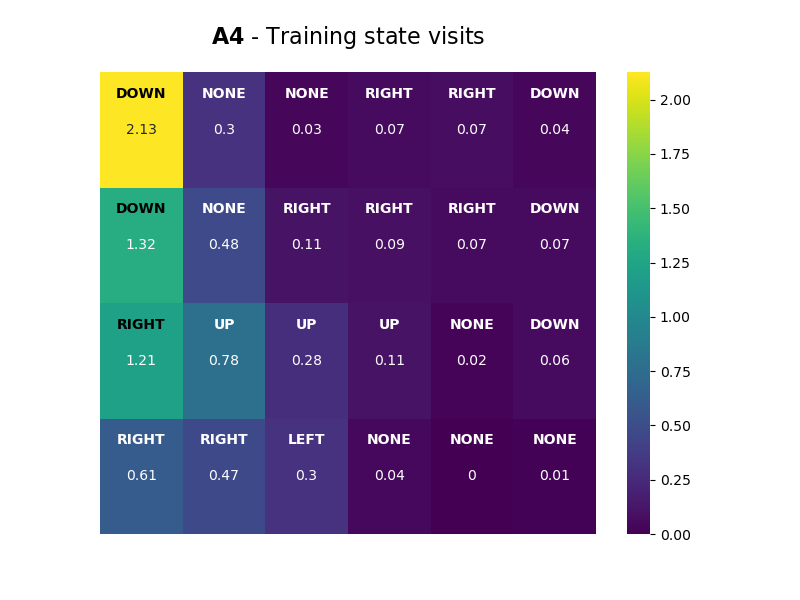 A4 - Training state visits
DOWN NONE NONE RIGHT RIGHT DOWN
2.13 0.3 0.03 0.07 0.07 0.04
DOWN NONE RIGHT RIGHT RIGHT DOWN
1.32 0.48 0.11 0.09 0.07 0.07
RIGHT UP UP UP NONE DOWN
1.21 0.78 0.28 0.11 0.02 0.06
RIGHT RIGHT LEFT NONE NONE NONE
0.61 0.47 0.3 0.04 0 0.01
2.00
1.75
1.50
1.25
1.00
0.75
0.50
0.25
0.00